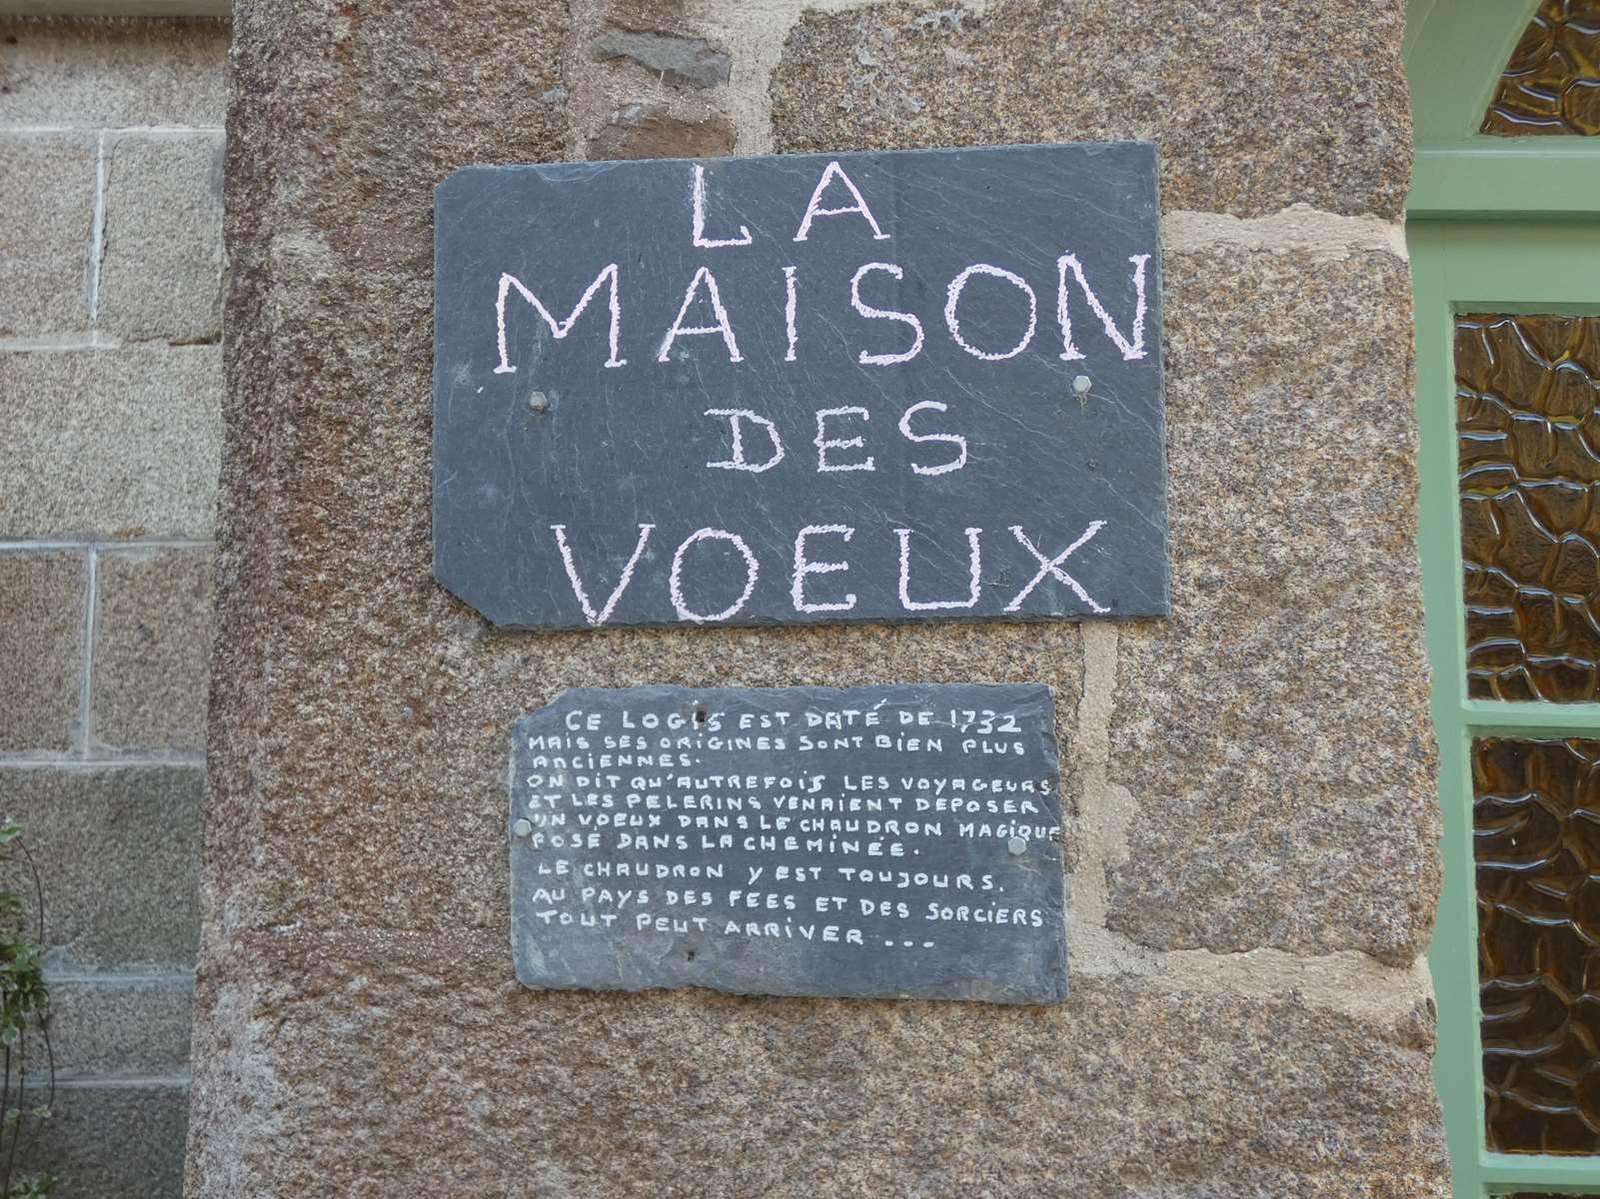 LA
MAISON
DES
VOEUX
CE LOGIS EST DATÉ DE 1732
MAIS SES ORIGINES SONT BIEN PLUS
ANCIENNES.
ON DIT QU'AUTREFOIS LES VOYAGEURS
ET LES PELERINS VENAIENT DEPOSER
UN VOEUX DANS LE CHAUDRON MAGIQUE
POSÉ DANS LA CHEMINÉE.
LE CHAUDRON Y EST TOUJOURS.
AU PAYS DES FEES ET DES SORCIERS
TOUT PEUT ARRIVER ...